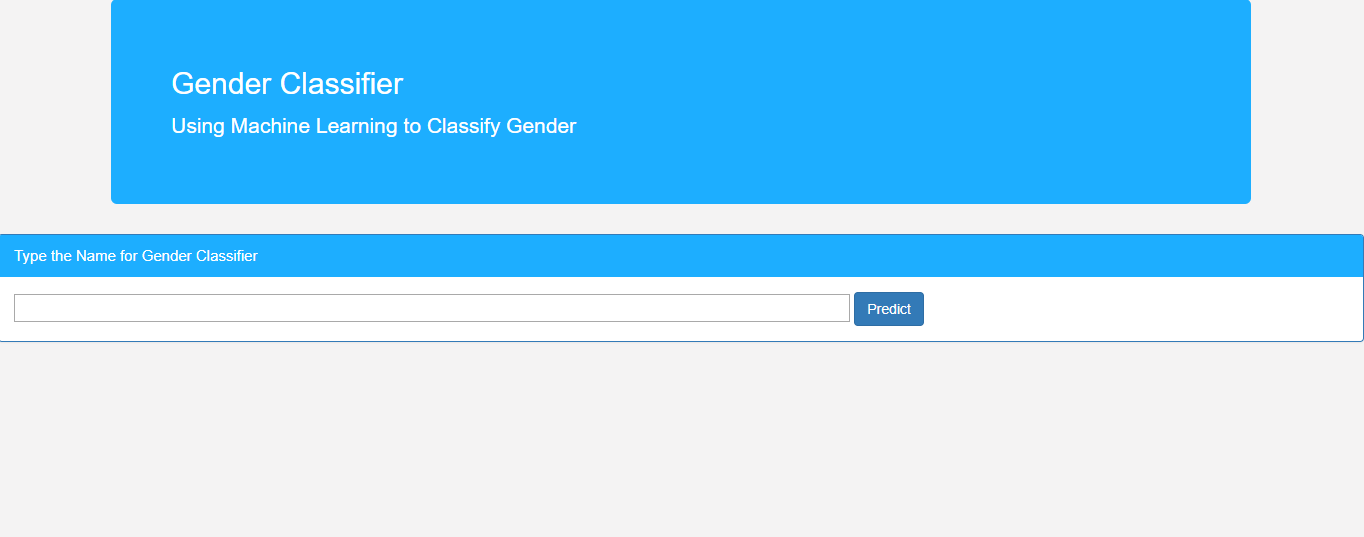 Gender Classifier
Using Machine Learning to Classify Gender
Type the Name for Gender Classifier
Predict